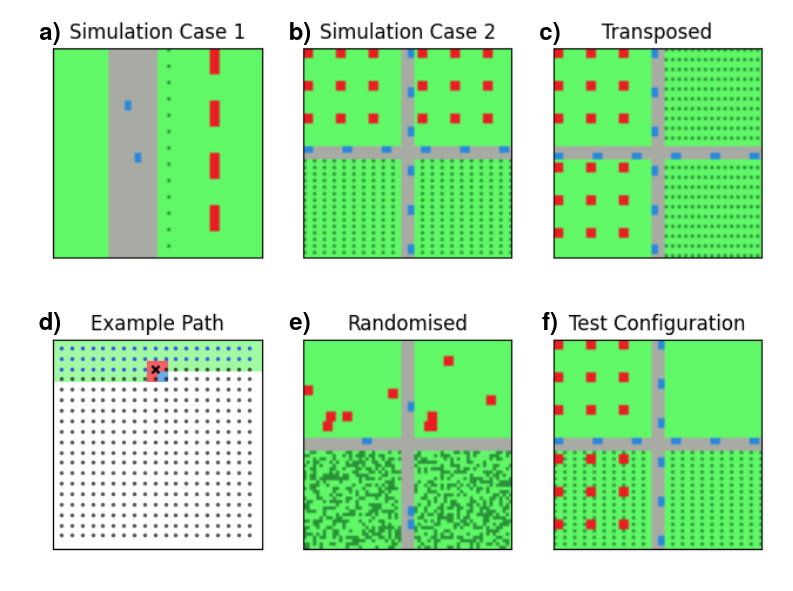 a) Simulation Case 1
b) Simulation Case 2
c) Transposed
d) Example Path
e) Randomised
f) Test Configuration